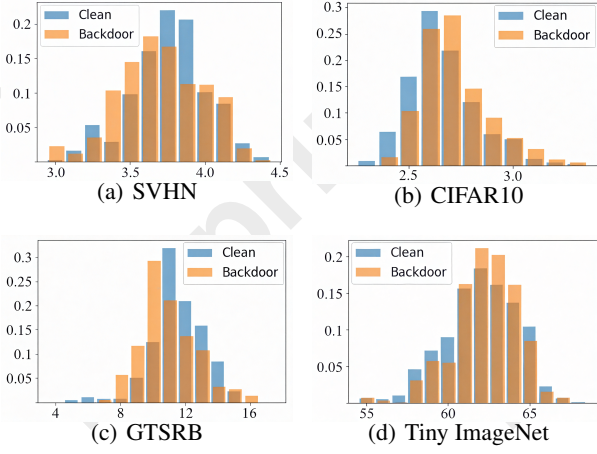 Clean
Backdoor
0.2
0.15
0.1
0.05
3.0 3.5 4.0 4.5
(a) SVHN
Clean
Backdoor
0.3
0.25
0.2
0.15
0.1
0.05
2.5 3.0
(b) CIFAR10
Clean
Backdoor
0.3
0.25
0.2
0.15
0.1
0.05
4 8 12 16
(c) GTSRB
Clean
Backdoor
0.2
0.15
0.1
0.05
55 60 65
(d) Tiny ImageNet